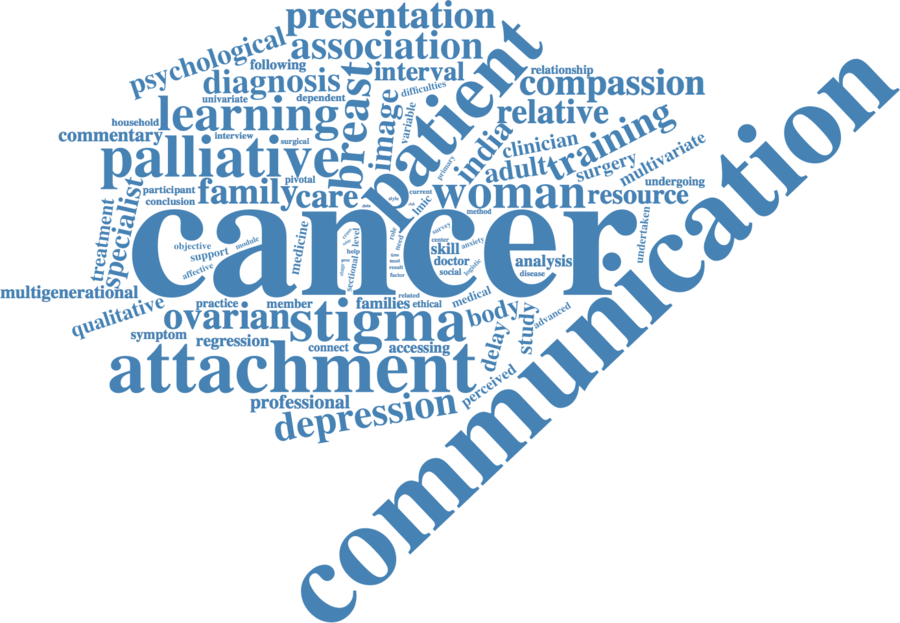 presentation
association
psychological
following
diagnosis
interval
relationship
compassion
difficulties
univariate
dependent
learning
household
commentary
interview
surgical
breast
image
variable
patient
relative
india
clinician
training
palliative
pivotal
primary
adult
surgery
multivariate
undergoing
participant
conclusion
family
care
style
current
lmic
woman
resource
method
treatment
specialist
cancer
communication
objective
support
module
affective
medicine
level
help
sectional
role
need
result
factor
survey
center
skill
anxiety
doctor
social
logistic
analysis
disease
undertaken
multigenerational
qualitative
practice
member
families
related
ethical
medical
body
advanced
ovarian
stigma
symptom
regression
connect
accessing
delay
study
attachment
perceived
professional
depression